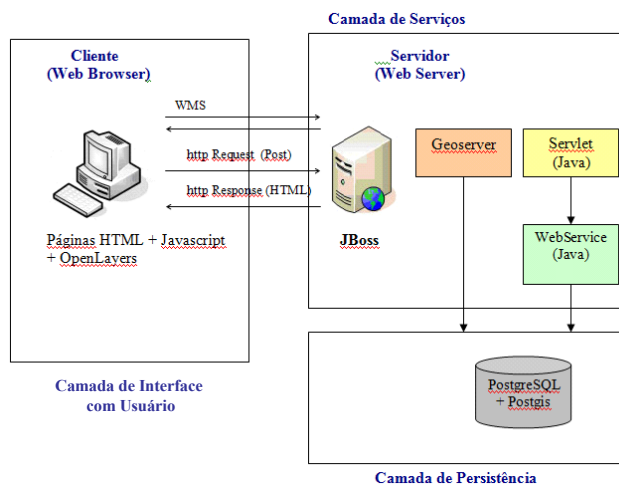 Camada de Serviços
Cliente
(Web Browser)
Servidor
(Web Server)
WMS
http Request (Post)
http Response (HTML)
Páginas HTML + Javascript
+ OpenLayers
JBoss
Geoserver
Servlet
(Java)
WebService
(Java)
Camada de Interface
com Usuário
PostgreSQL
+ Postgis
Camada de Persistência